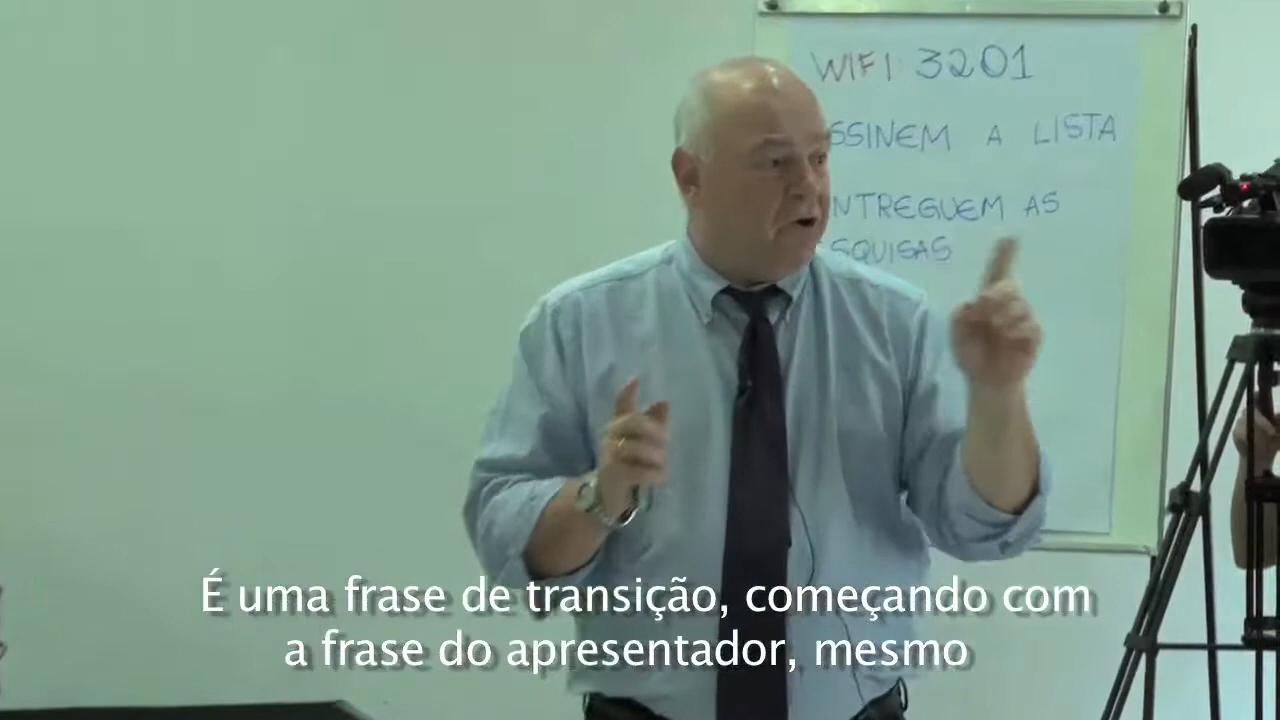 WIFI 3201
SSINEM A LISTA
NTREGUEM AS
SQUISAS
É uma frase de transição, começando com
a frase do apresentador, mesmo